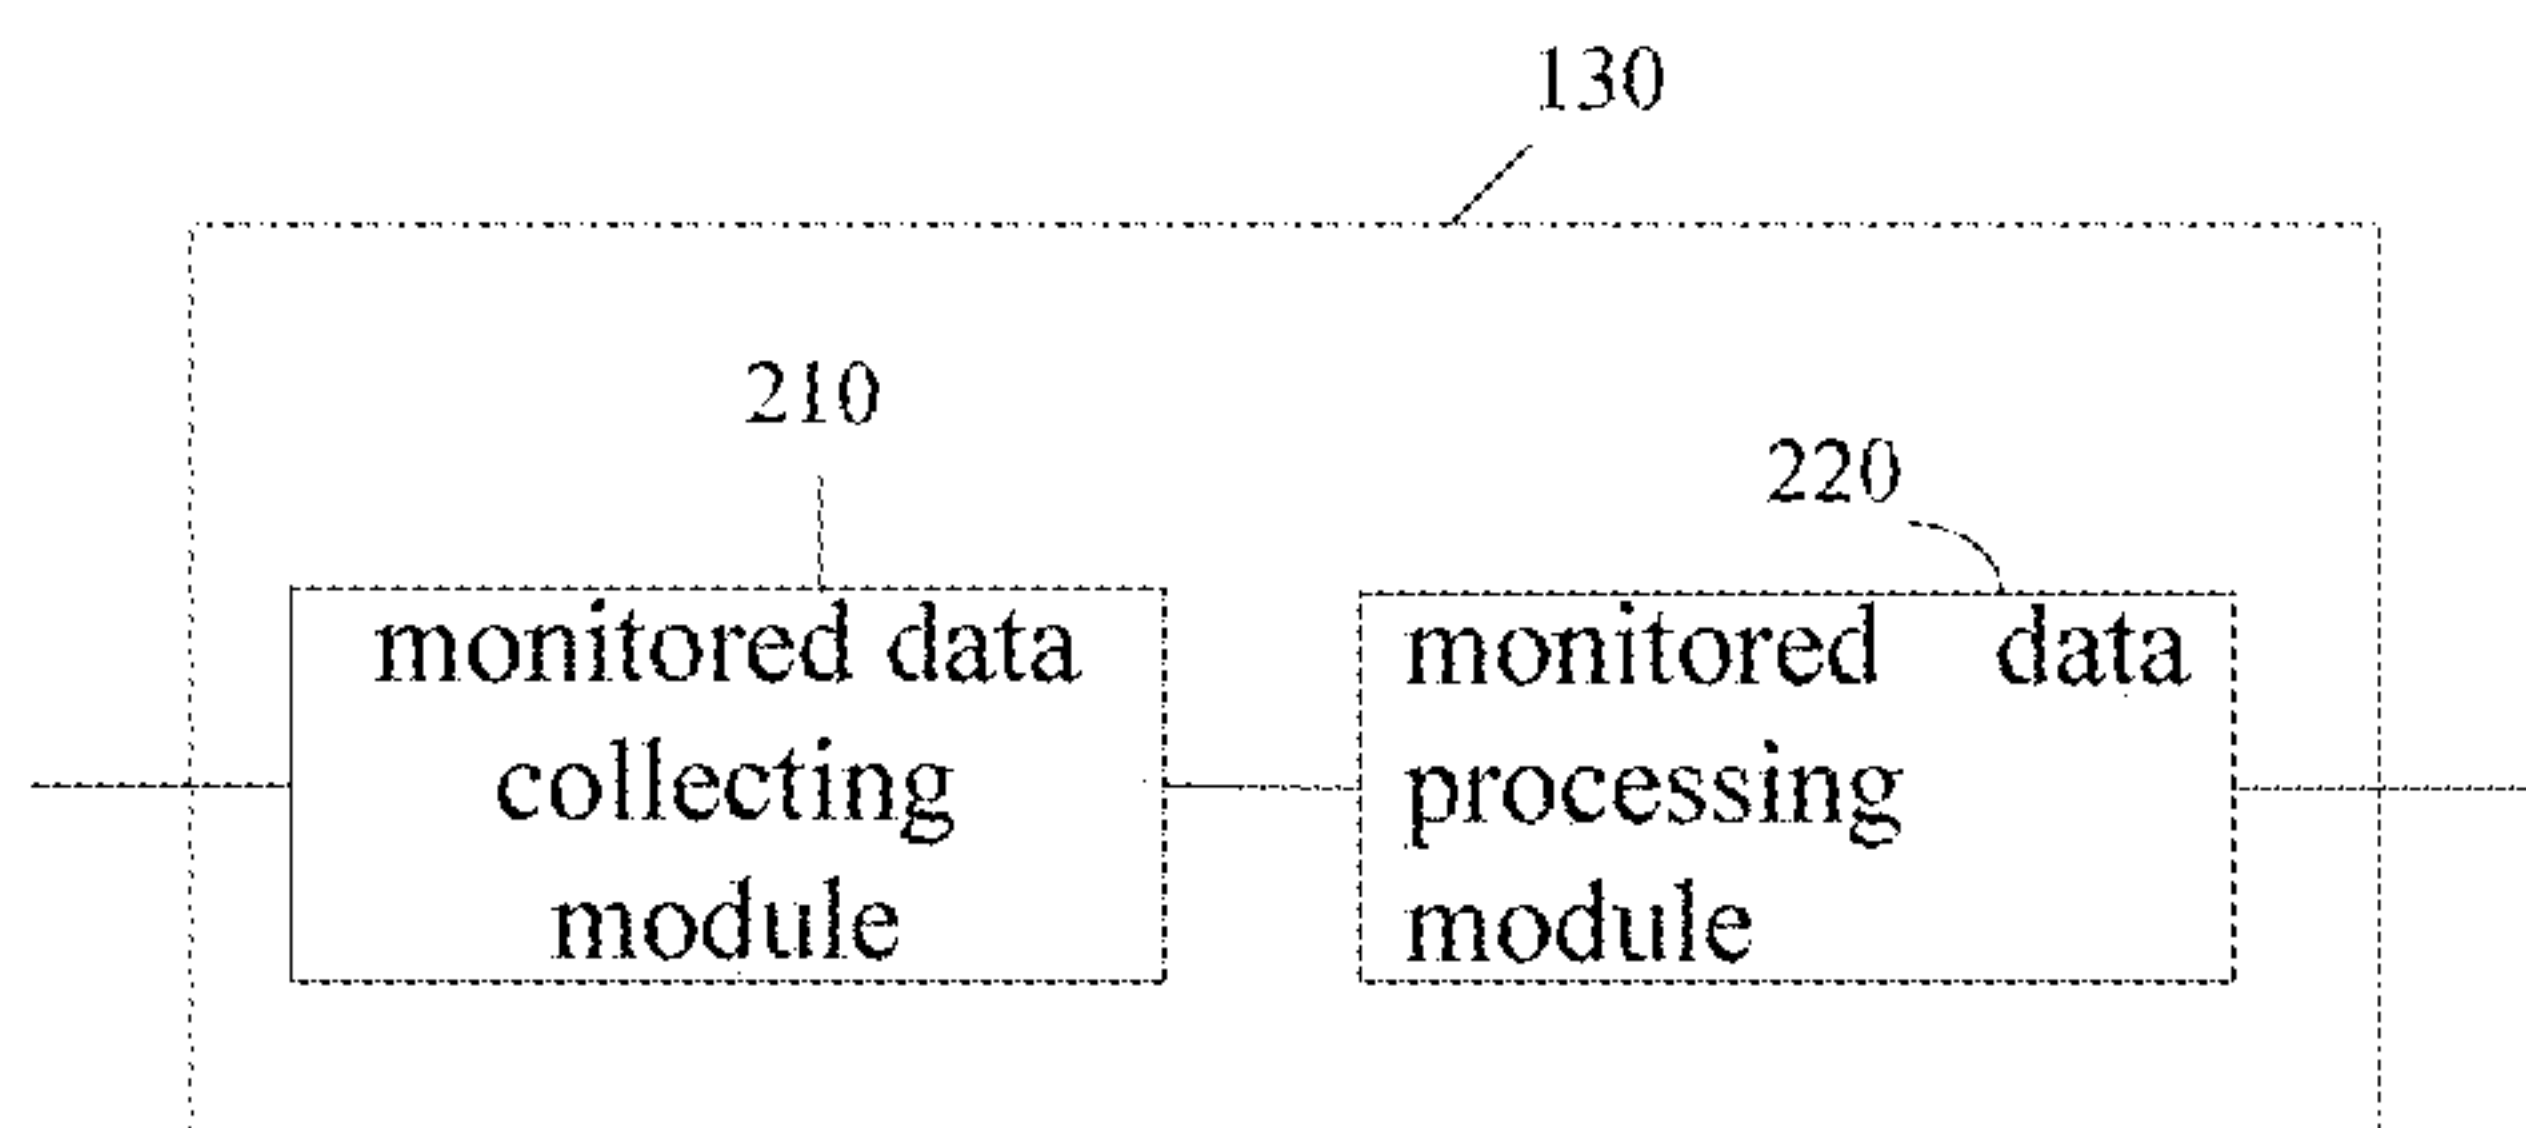 130
210
220
monitored data
collecting
module
monitored data
processing
module